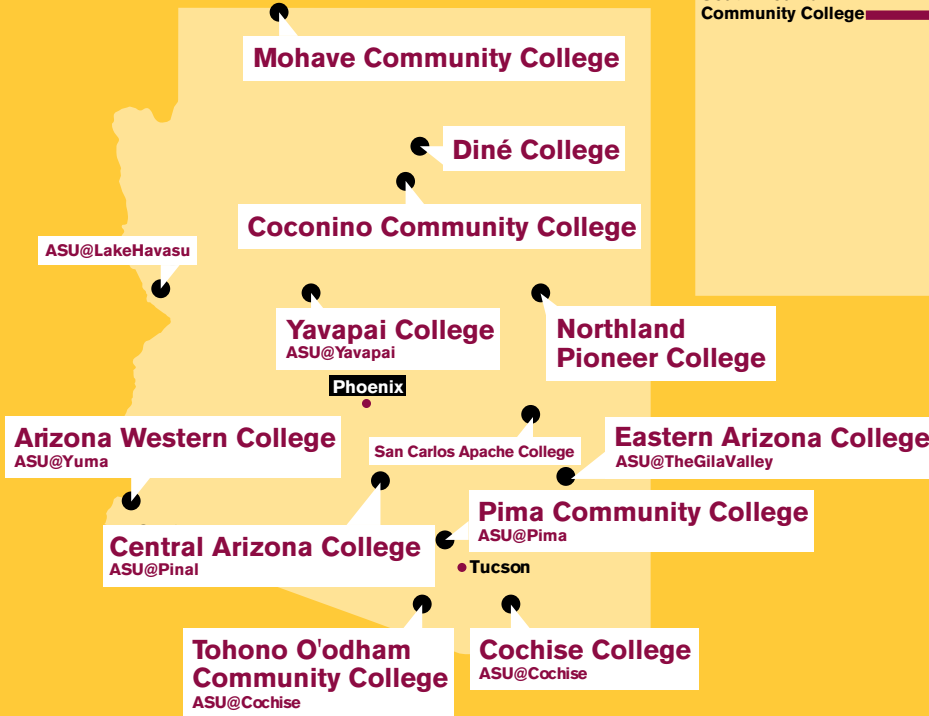 Community College
Mohave Community College
Diné College
Coconino Community College
ASU@LakeHavasu
Yavapai College
ASU@Yavapai
Northland
Pioneer College
Phoenix
Arizona Western College
ASU@Yuma
San Carlos Apache College
Eastern Arizona College
ASU@TheGilaValley
Pima Community College
ASU@Pima
Central Arizona College
ASU@Pinal
Tucson
Tohono O'odham
Community College
ASU@Cochise
Cochise College
ASU@Cochise